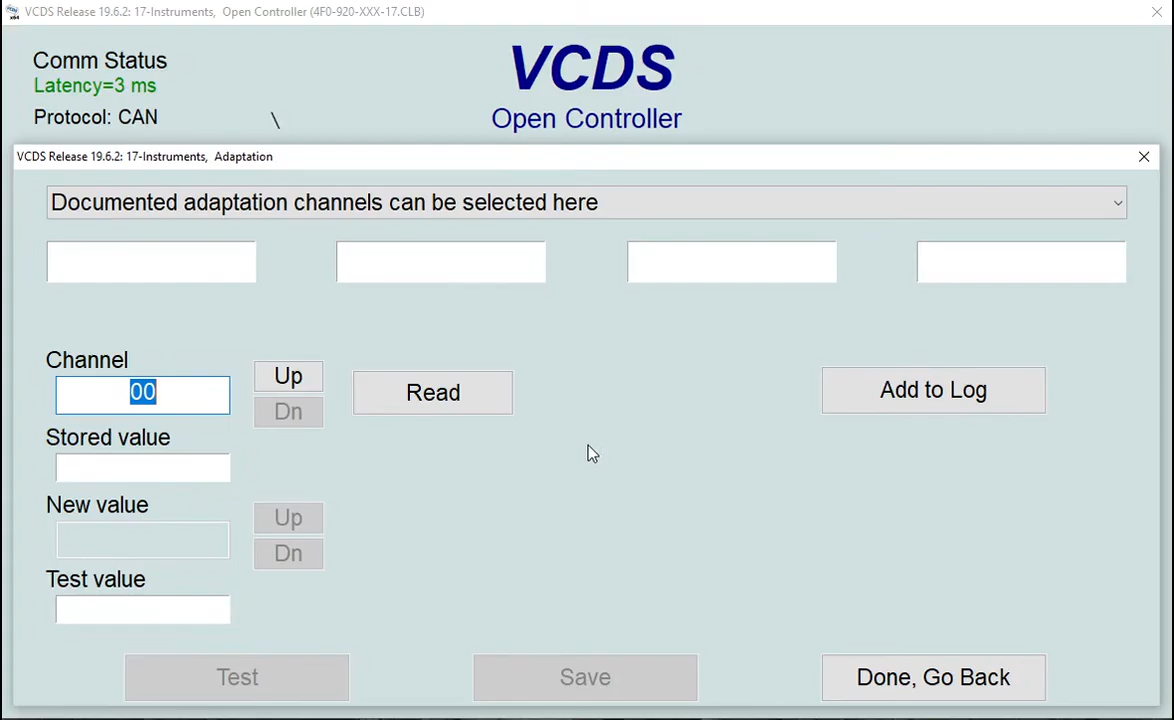 VCDS Release 19.6.2: 17-Instruments, Open Controller (4F0-920-XXX-17.CLB)
Comm Status
Latency=3 ms
Protocol: CAN
\
VCDS
Open Controller
VCDS Release 19.6.2: 17-Instruments, Adaptation
Documented adaptation channels can be selected here
Channel
00
Up
Dn
Read
Add to Log
Stored value
New value
Up
Dn
Test value
Test
Save
Done, Go Back